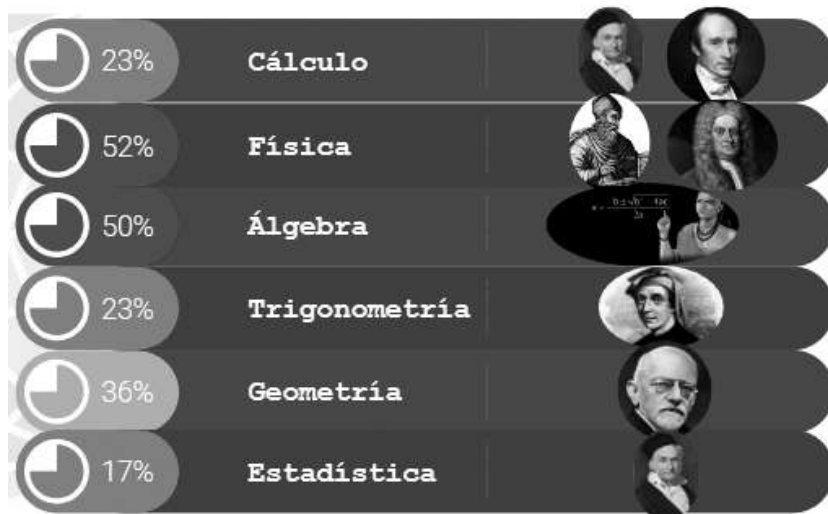 23% Cálculo
52% Física
50% Álgebra
23% Trigonometría
36% Geometría
17% Estadística